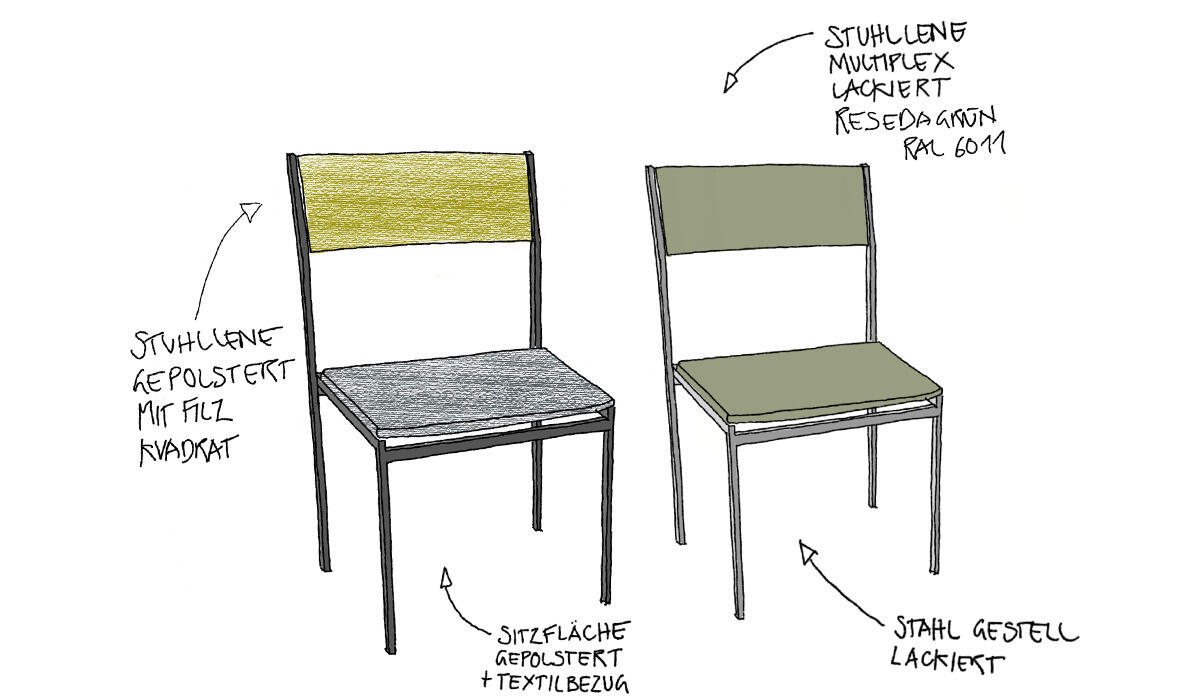 STUHLLENE
MULTIPLEX
LACKIERT
RESEDAGRÜN
RAL 6011
STUHLLENE
GEPOLSTERT
MIT FILZ
KVADRAT
SITZFLÄCHE
GEPOLSTERT
+ TEXTILBEZUG
STAHL GESTELL
LACKIERT